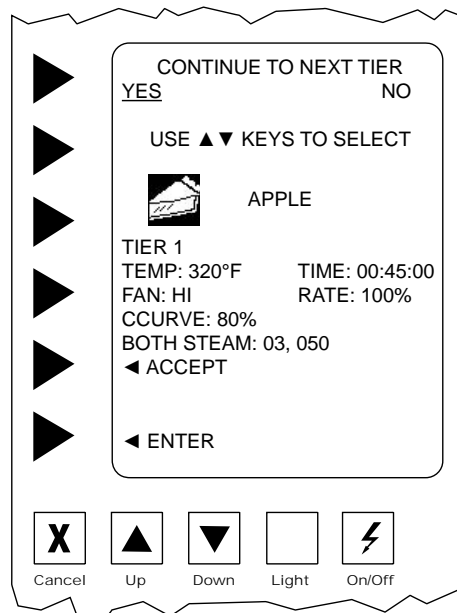 CONTINUE TO NEXT TIER
YES NO
USE ▲▼ KEYS TO SELECT
APPLE
TIER 1
TEMP: 320°F TIME: 00:45:00
FAN: HI RATE: 100%
CCURVE: 80%
BOTH STEAM: 03, 050
◄ ACCEPT
◄ ENTER
X
Cancel Up Down Light On/Off